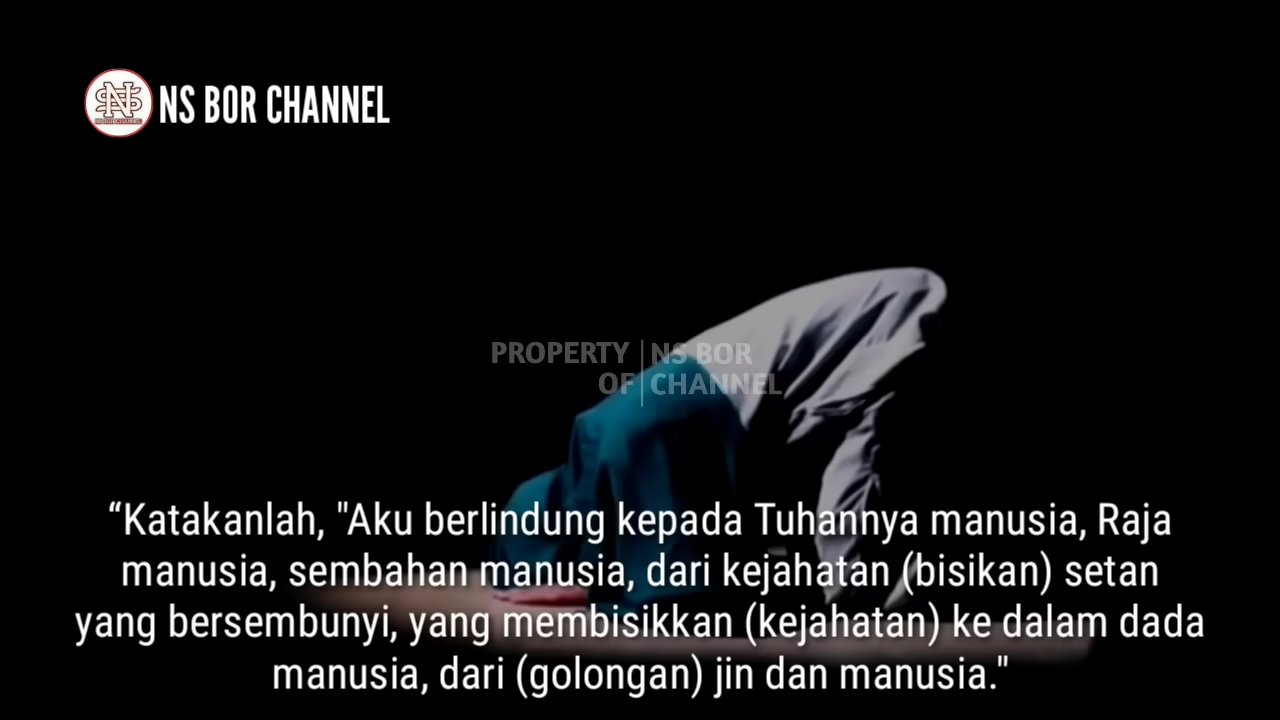 NS BOR CHANNEL
PROPERTY OF
NS BOR CHANNEL
“Katakanlah, "Aku berlindung kepada Tuhannya manusia, Raja
manusia, sembahan manusia, dari kejahatan (bisikan) setan
yang bersembunyi, yang membisikkan (kejahatan) ke dalam dada
manusia, dari (golongan) jin dan manusia."